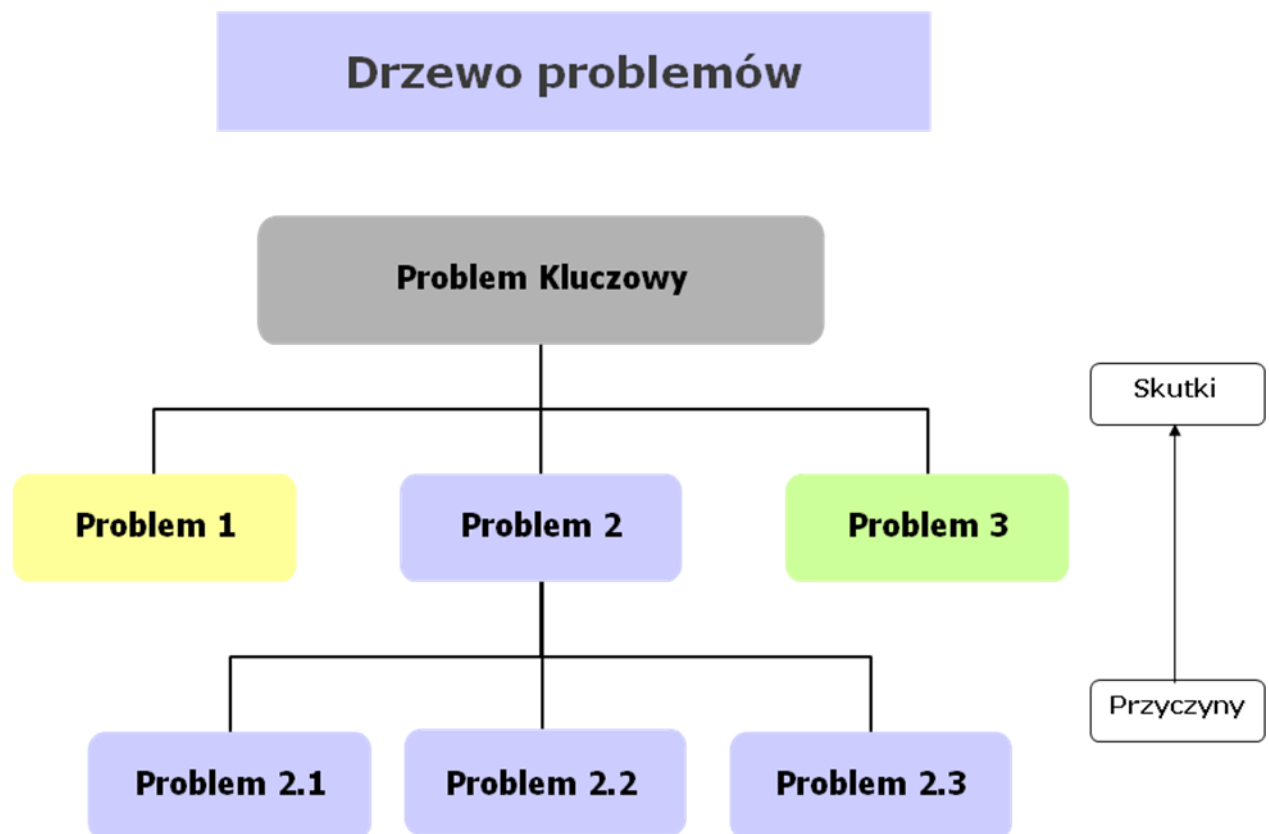 Drzewo problemów
Problem Kluczowy
Skutki
Problem 1
Problem 2
Problem 3
Przyczyny
Problem 2.1
Problem 2.2
Problem 2.3